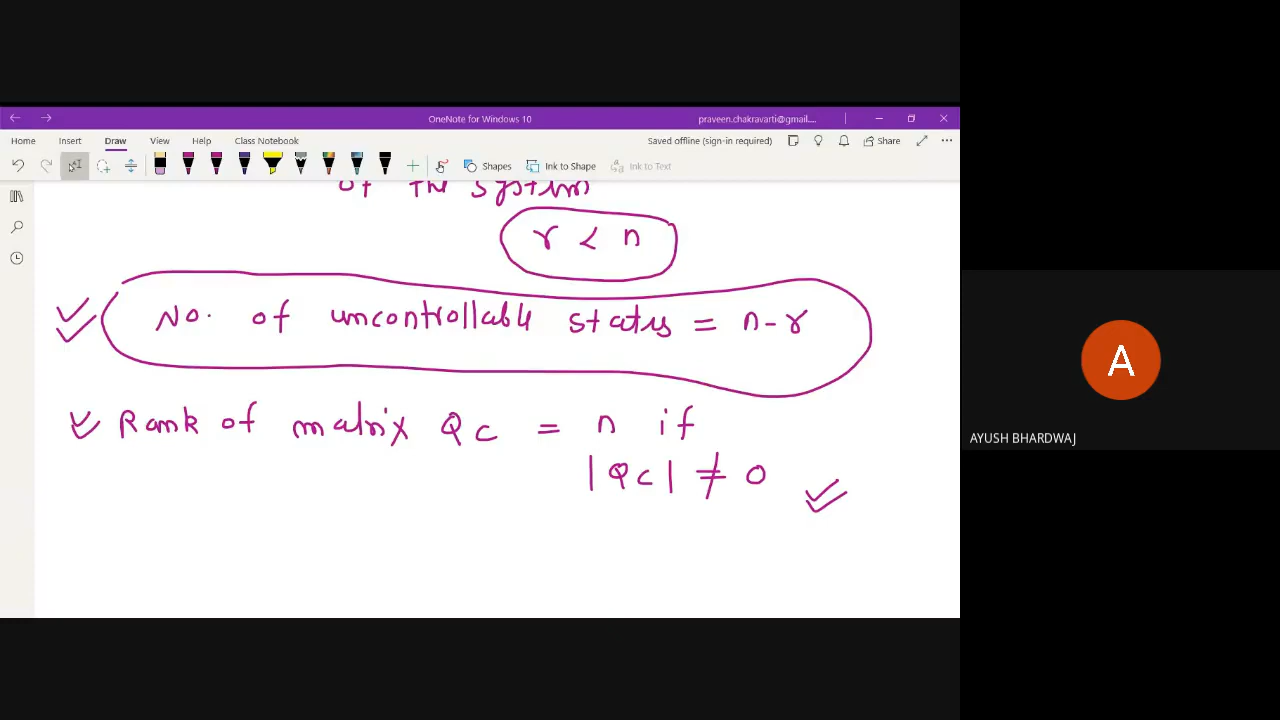 OneNote for Windows 10
praveen.chakravarti@gmail....
Home Insert Draw View Help Class Notebook
Saved offline (sign-in required)
Share
Shapes Ink to Shape Ink to Text
of the system
r < n
No. of uncontrollable states = n-r
Rank of matrix Qc = n if
|Qc| ≠ 0
A
AYUSH BHARDWAJ